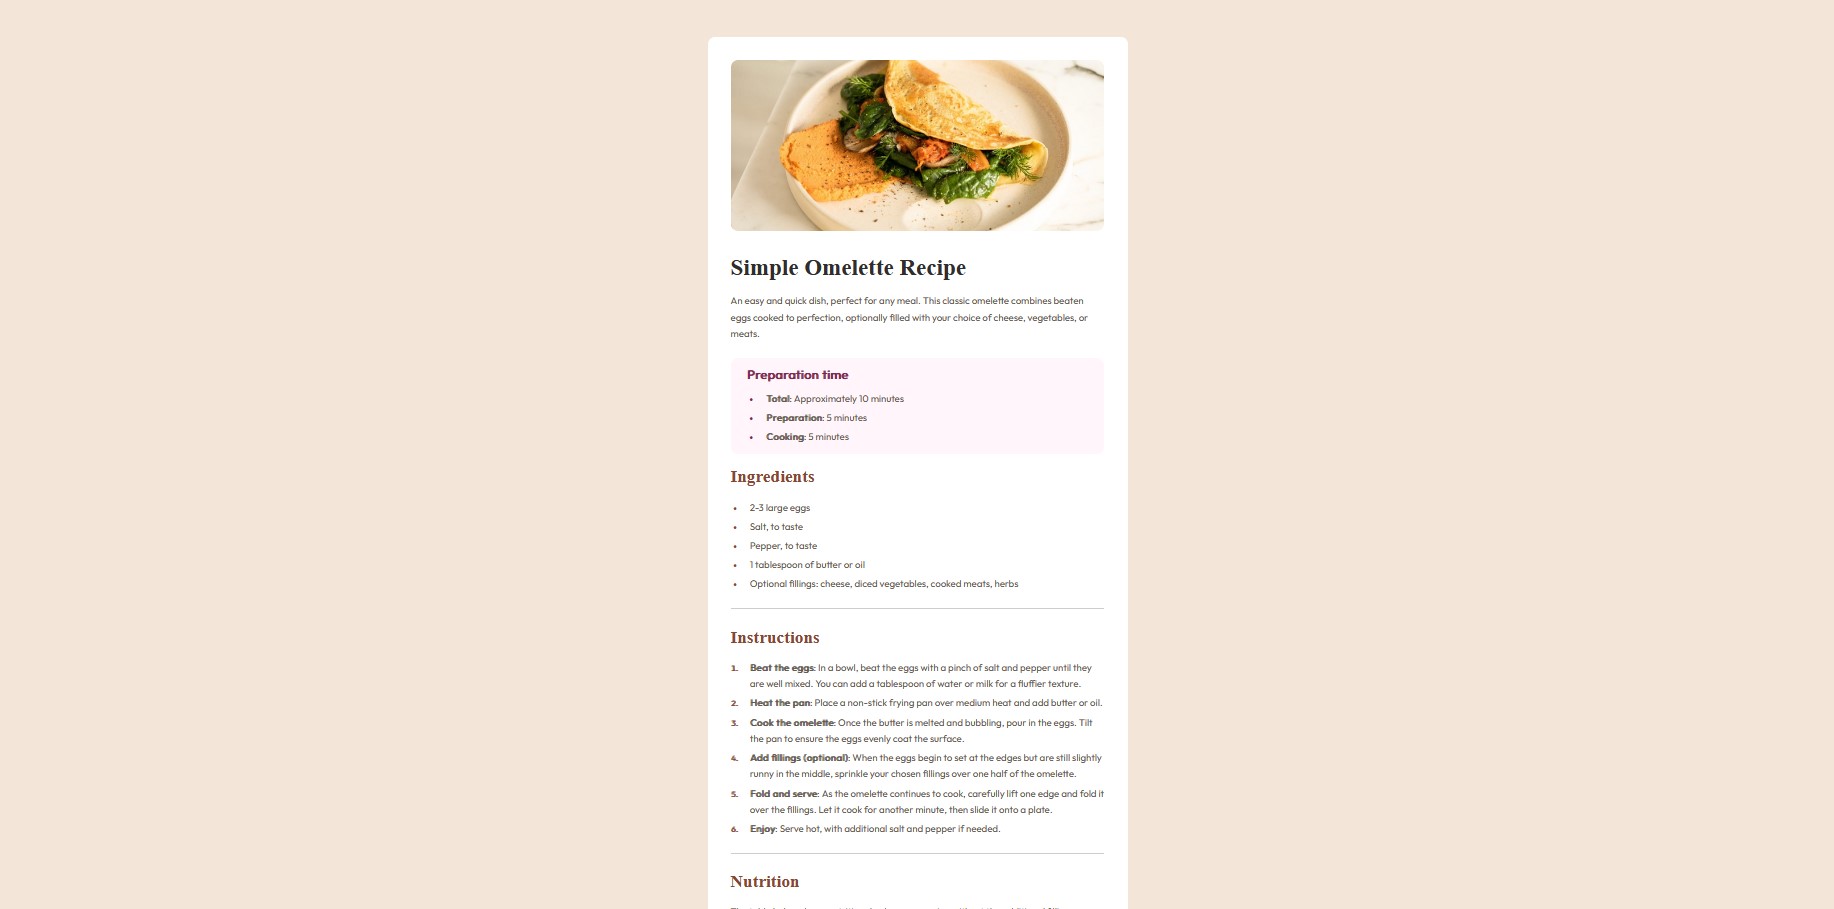 Simple Omelette Recipe
An easy and quick dish, perfect for any meal. This classic omelette combines beaten
eggs cooked to perfection, optionally filled with your choice of cheese, vegetables, or
meats.
Preparation time
• Total: Approximately 10 minutes
• Preparation: 5 minutes
• Cooking: 5 minutes
Ingredients
• 2-3 large eggs
• Salt, to taste
• Pepper, to taste
• 1 tablespoon of butter or oil
• Optional fillings: cheese, diced vegetables, cooked meats, herbs
Instructions
1. Beat the eggs: In a bowl, beat the eggs with a pinch of salt and pepper until they
are well mixed. You can add a tablespoon of water or milk for a fluffier texture.
2. Heat the pan: Place a non-stick frying pan over medium heat and add butter or oil.
3. Cook the omelette: Once the butter is melted and bubbling, pour in the eggs. Tilt
the pan to ensure the eggs evenly coat the surface.
4. Add fillings (optional): When the eggs begin to set at the edges but are still slightly
runny in the middle, sprinkle your chosen fillings over one half of the omelette.
5. Fold and serve: As the omelette continues to cook, carefully lift one edge and fold it
over the fillings. Let it cook for another minute, then slide it onto a plate.
6. Enjoy: Serve hot, with additional salt and pepper if needed.
Nutrition